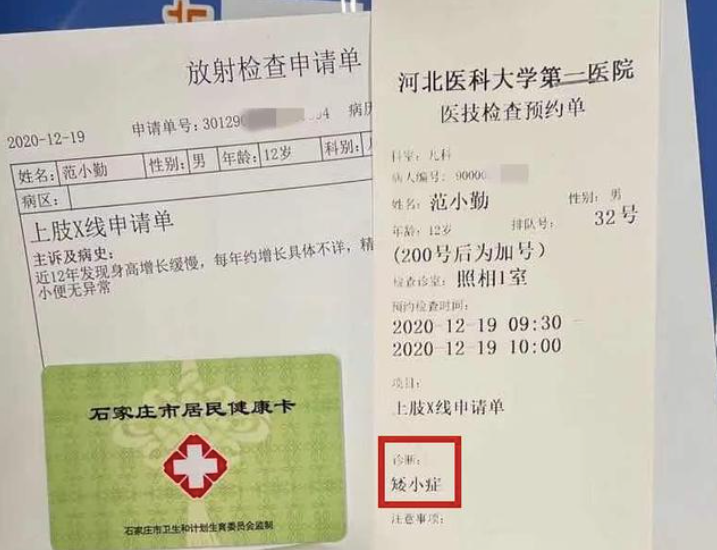 放射检查申请单
2020-12-19 申请单号:30129 04 病历
姓名: 范小勤 性别: 男 年龄: 12岁 科别:
病区:
上肢X线申请单
主诉及病史:
近12年发现身高增长缓慢，每年约增长具体不详，精
小便无异常
石家庄市居民健康卡
石家庄市卫生和计划生育委员会监制
河北医科大学第一医院
医技检查预约单
科室: 儿科
病人编号: 90000
姓名: 范小勤 性别: 男
年龄: 12岁 排队号: 32号
(200号后为加号)
检查诊室: 照相1室
预约检查时间:
2020-12-19 09:30
2020-12-19 10:00
项目:
上肢X线申请单
诊断:
矮小症
注意事项: